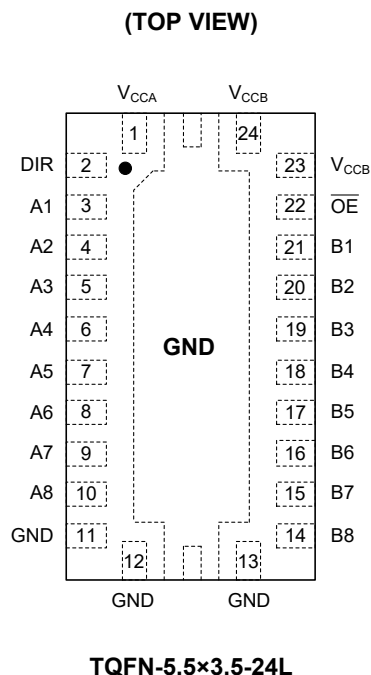 (TOP VIEW)
VCCA VCCB
1 24
DIR 2 23 VCCB
A1 3 22 O̅E̅
A2 4 21 B1
A3 5 20 B2
A4 6 19 B3
GND
A5 7 18 B4
A6 8 17 B5
A7 9 16 B6
A8 10 15 B7
GND 11 14 B8
12 13
GND GND
TQFN-5.5×3.5-24L